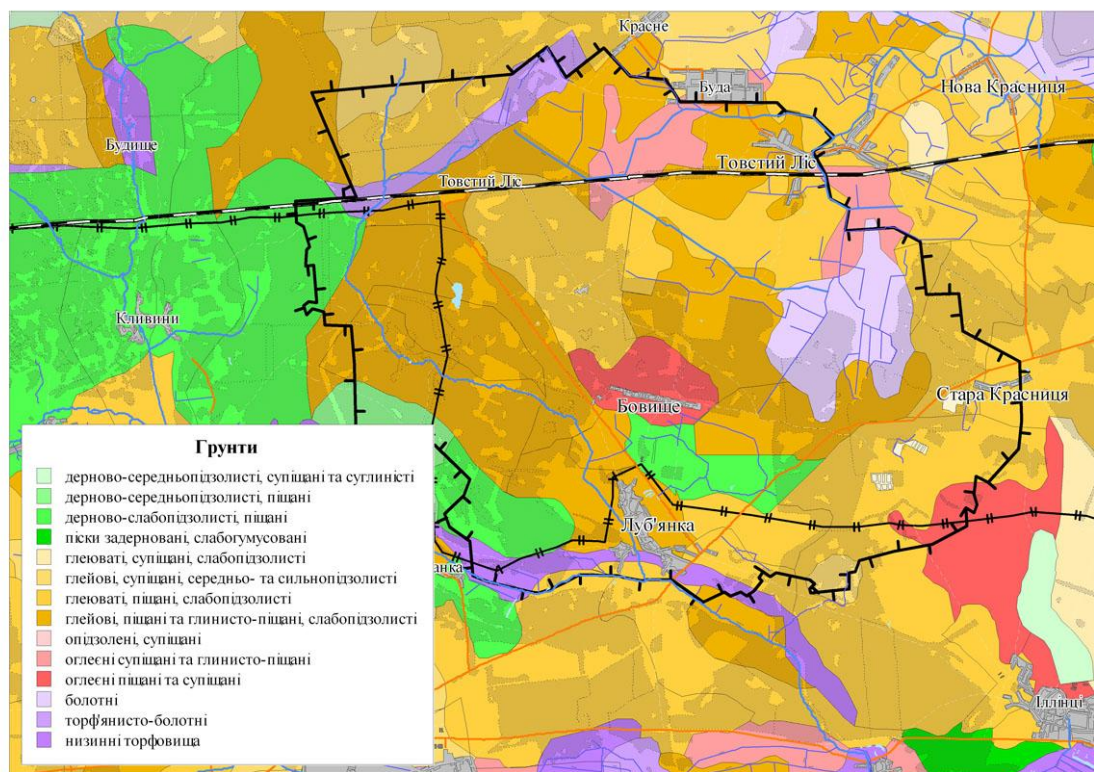 Красне
Буда
Нова Красниця
Будище
Товстий Ліс
Товстий Ліс
Кливини
Бовище
Стара Красниця
Луб'янка
анка
Іллінці
Грунти
дерново-середньопідзолисті, супіщані та суглінисті
дерново-середньопідзолисті, піщані
дерново-слабопідзолисті, піщані
піски задерновані, слабогумусовані
глеюваті, супіщані, слабопідзолисті
глейові, супіщані, середньо- та сильнопідзолисті
глеюваті, піщані, слабопідзолисті
глейові, піщані та глинисто-піщані, слабопідзолисті
опідзолені, супіщані
оглеєні супіщані та глинисто-піщані
оглеєні піщані та супіщані
болотні
торф'янисто-болотні
низинні торфовища